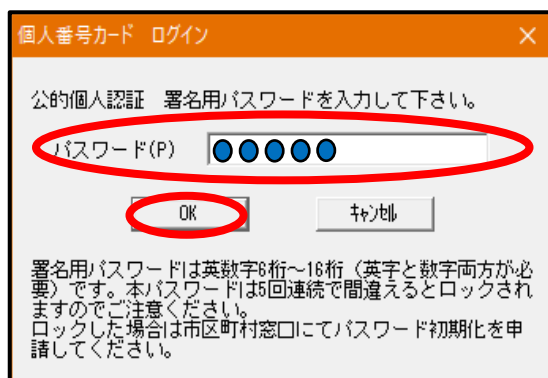 個人番号カード　ログイン
公的個人認証　署名用パスワードを入力して下さい。
パスワード(P)
OK
ｷｬﾝｾﾙ
署名用パスワードは英数字6桁～16桁（英字と数字両方が必
要）です。本パスワードは5回連続で間違えるとロックされ
ますのでご注意ください。
ロックした場合は市区町村窓口にてパスワード初期化を申
請してください。